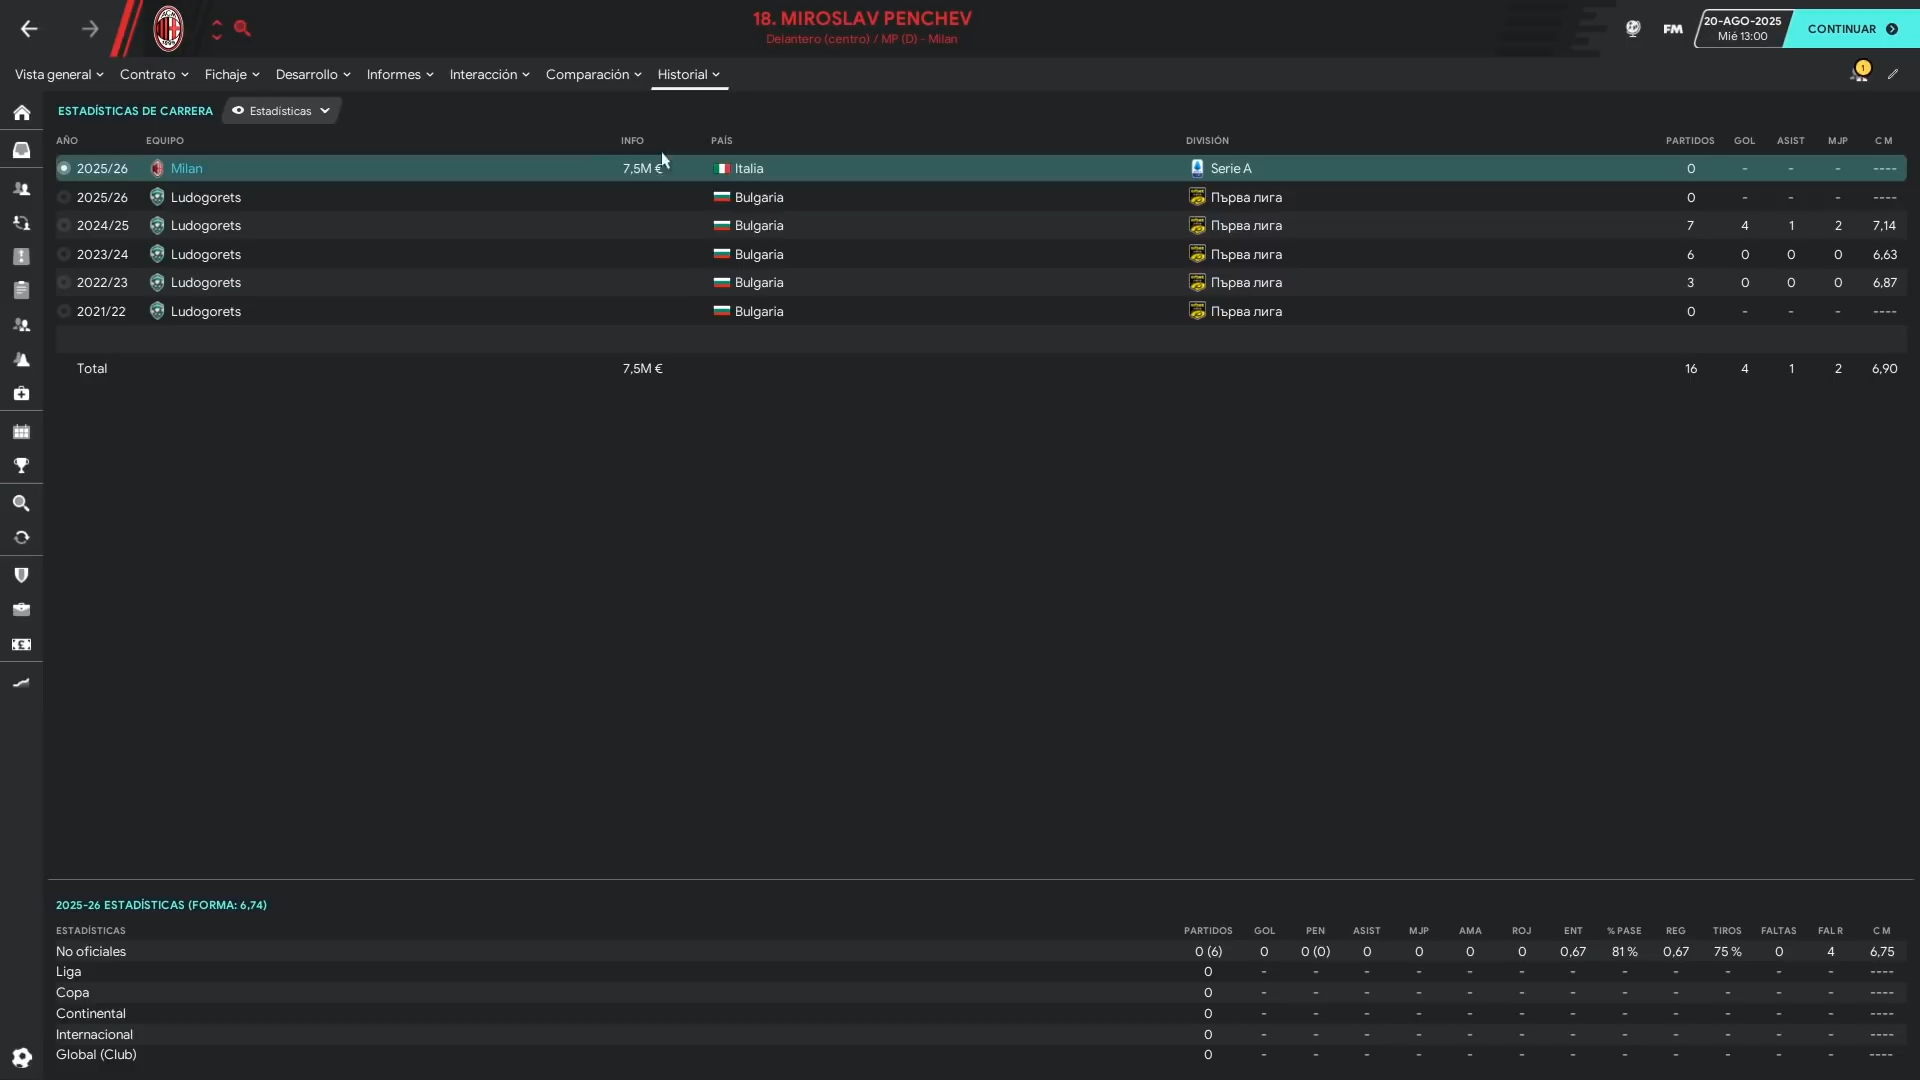 18. MIROSLAV PENCHEV
Delantero (centro) / MP (D) - Milan
FM
20-AGO-2025
Mié 13:00
CONTINUAR
Vista general Contrato Fichaje Desarrollo Informes Interacción Comparación Historial
1
ESTADÍSTICAS DE CARRERA Estadísticas
AÑO EQUIPO INFO PAÍS DIVISIÓN PARTIDOS GOL ASIST MJP C M
2025/26 Milan 7,5M € Italia Serie A 0 - - - ----
2025/26 Ludogorets Bulgaria Първа лига 0 - - - ----
2024/25 Ludogorets Bulgaria Първа лига 7 4 1 2 7,14
2023/24 Ludogorets Bulgaria Първа лига 6 0 0 0 6,63
2022/23 Ludogorets Bulgaria Първа лига 3 0 0 0 6,87
2021/22 Ludogorets Bulgaria Първа лига 0 - - - ----
Total 7,5M € 16 4 1 2 6,90
2025-26 ESTADÍSTICAS (FORMA: 6,74)
ESTADÍSTICAS PARTIDOS GOL PEN ASIST MJP AMA ROJ ENT % PASE REG TIROS FALTAS FAL R C M
No oficiales 0 (6) 0 0 (0) 0 0 0 0 0,67 81 % 0,67 75 % 0 4 6,75
Liga 0 - - - - - - - - - - - - ----
Copa 0 - - - - - - - - - - - - ----
Continental 0 - - - - - - - - - - - - ----
Internacional 0 - - - - - - - - - - - - ----
Global (Club) 0 - - - - - - - - - - - - ----